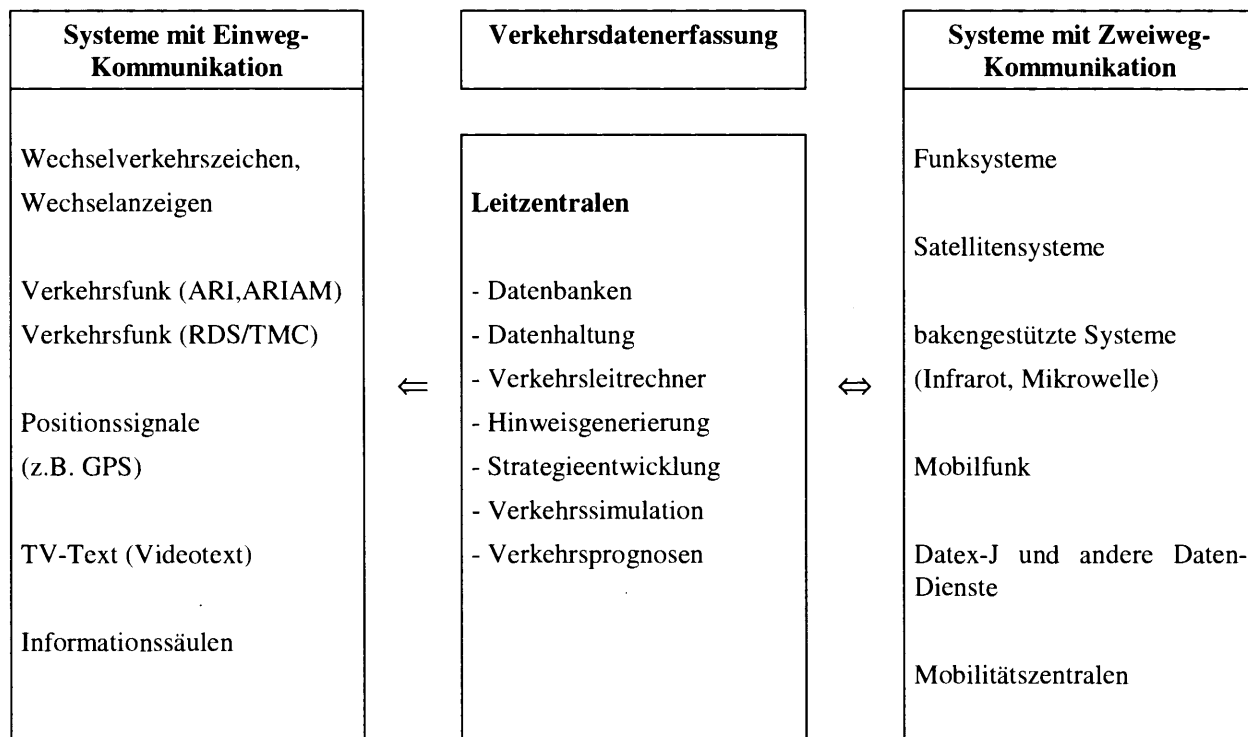 Systeme mit Einweg-
Kommunikation
Wechselverkehrszeichen,
Wechselanzeigen
Verkehrsfunk (ARI,ARIAM)
Verkehrsfunk (RDS/TMC)
Positionssignale
(z.B. GPS)
TV-Text (Videotext)
Informationssäulen
⇐
Verkehrsdatenerfassung
Leitzentralen
- Datenbanken
- Datenhaltung
- Verkehrsleitrechner
- Hinweisgenerierung
- Strategieentwicklung
- Verkehrssimulation
- Verkehrsprognosen
⇔
Systeme mit Zweiweg-
Kommunikation
Funksysteme
Satellitensysteme
bakengestützte Systeme
(Infrarot, Mikrowelle)
Mobilfunk
Datex-J und andere Daten-
Dienste
Mobilitätszentralen